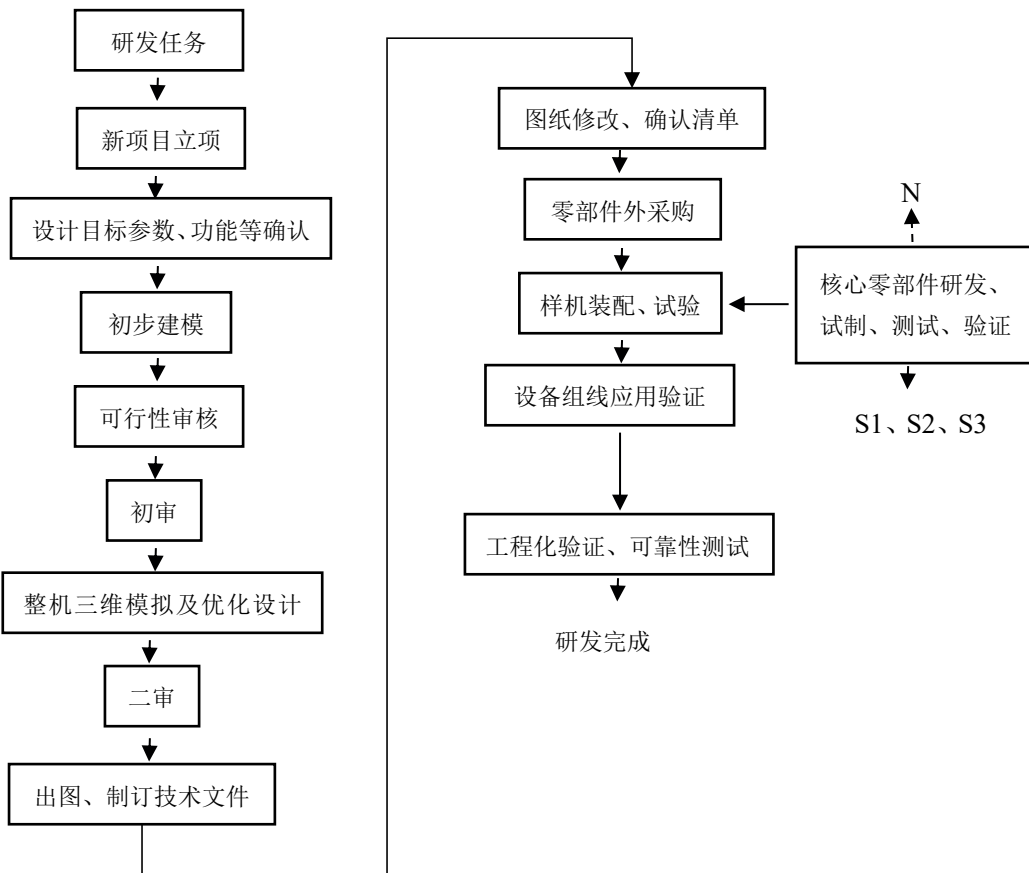 研发任务
新项目立项
设计目标参数、功能等确认
初步建模
可行性审核
初审
整机三维模拟及优化设计
二审
出图、制订技术文件
图纸修改、确认清单
零部件外采购
样机装配、试验
设备组线应用验证
工程化验证、可靠性测试
研发完成
N
核心零部件研发、
试制、测试、验证
S1、S2、S3